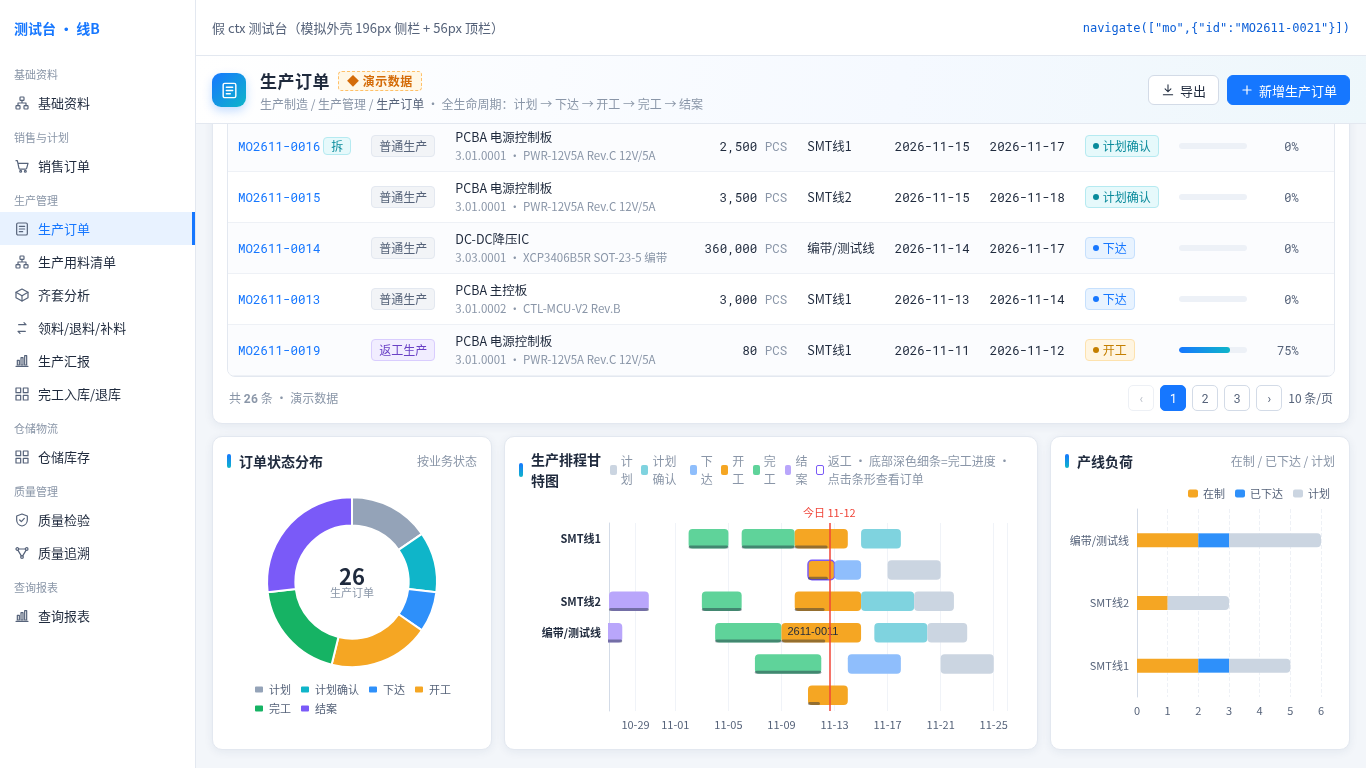 测试台 · 线B
基础资料
基础资料
销售与计划
销售订单
生产管理
生产订单
生产用料清单
齐套分析
领料/退料/补料
生产汇报
完工入库/退库
仓储物流
仓储库存
质量管理
质量检验
质量追溯
查询报表
查询报表
假 ctx 测试台（模拟外壳 196px 侧栏 + 56px 顶栏）
navigate(["mo",{"id":"MO2611-0021"}])
生产订单 ◆ 演示数据
生产制造 / 生产管理 / 生产订单 · 全生命周期：计划 → 下达 → 开工 → 完工 → 结案
导出
＋ 新增生产订单
MO2611-0016 拆 普通生产 PCBA 电源控制板 2,500 PCS SMT线1 2026-11-15 2026-11-17 计划确认 0%
3.01.0001 · PWR-12V5A Rev.C 12V/5A
MO2611-0015 普通生产 PCBA 电源控制板 3,500 PCS SMT线2 2026-11-15 2026-11-18 计划确认 0%
3.01.0001 · PWR-12V5A Rev.C 12V/5A
MO2611-0014 普通生产 DC-DC降压IC 360,000 PCS 编带/测试线 2026-11-14 2026-11-17 下达 0%
3.03.0001 · XCP3406B5R SOT-23-5 编带
MO2611-0013 普通生产 PCBA 主控板 3,000 PCS SMT线1 2026-11-13 2026-11-14 下达 0%
3.01.0002 · CTL-MCU-V2 Rev.B
MO2611-0019 返工生产 PCBA 电源控制板 80 PCS SMT线1 2026-11-11 2026-11-12 开工 75%
3.01.0001 · PWR-12V5A Rev.C 12V/5A
共 26 条 · 演示数据
‹ 1 2 3 › 10 条/页
订单状态分布 按业务状态
26
生产订单
计划 计划确认 下达 开工
完工 结案
生产排程甘
特图
计
划
计划
确认
下
达
开
工
完
工
结
案
返工 · 底部深色细条=完工进度 ·
点击条形查看订单
今日 11-12
SMT线1
SMT线2
编带/测试线
2611-0011
10-29 11-01 11-05 11-09 11-13 11-17 11-21 11-25
产线负荷 在制 / 已下达 / 计划
在制 已下达 计划
编带/测试线
SMT线2
SMT线1
0 1 2 3 4 5 6